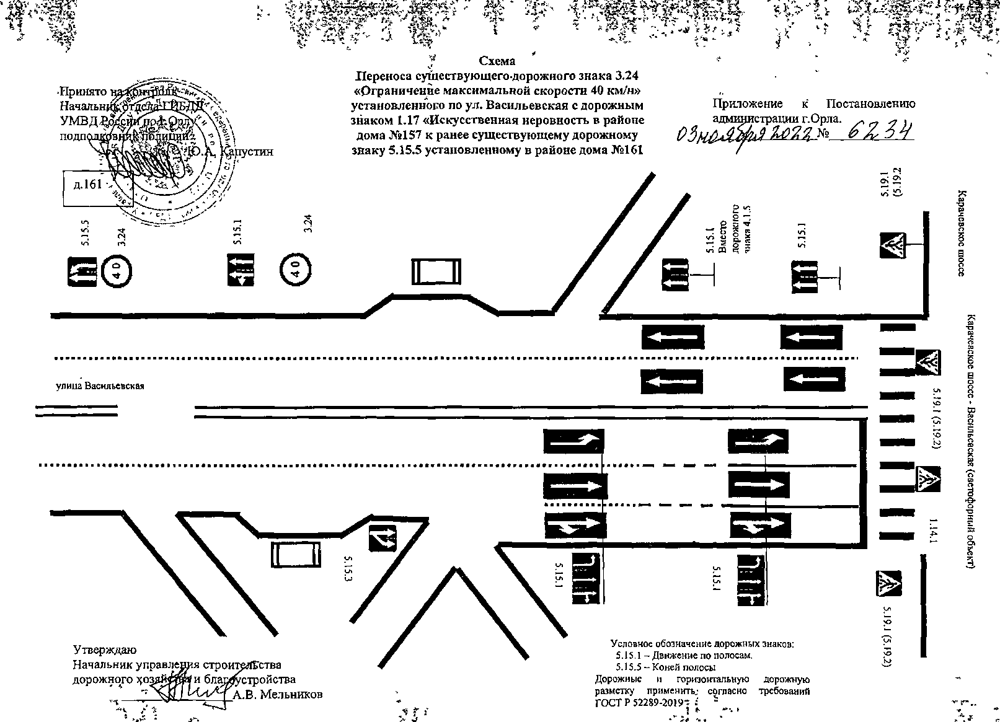 Схема
Переноса существующего дорожного знака 3.24
«Ограничение максимальной скорости 40 км/н»
установленного по ул. Васильевская с дорожным
знаком 1.17 «Искусственная неровность в районе
дома №157 к ранее существующему дорожному
знаку 5.15.5 установленному в районе дома №161
Принято на контроль
Начальник отдела ГИБДД
УМВД России по г. Орлу
подполковник полиции
Ю.А. Капустин
Приложение к Постановлению
администрации г.Орла.
03 ноября 2022 № 6234
д.161
5.15.5
3.24
5.15.1
3.24
40
40
5.15.1
Вместо
дорожного
знака 4.1.5
5.15.1
5.19.1
(5.19.2
Карачевское шоссе
улица Васильевская
5.19.1 (5.19.2)
Карачевское шоссе - Васильевская (светофорный объект)
1.14.1
5.15.3
5.15.1
5.15.1
5.19.1 (5.19.2)
Утверждаю
Начальник управления строительства
дорожного хозяйства и благоустройства
А.В. Мельников
Условное обозначение дорожных знаков:
5.15.1 – Движение по полосам.
5.15.5 – Коней полосы
Дорожные и горизонтальную дорожную
разметку применить согласно требований
ГОСТ Р 52289-2019